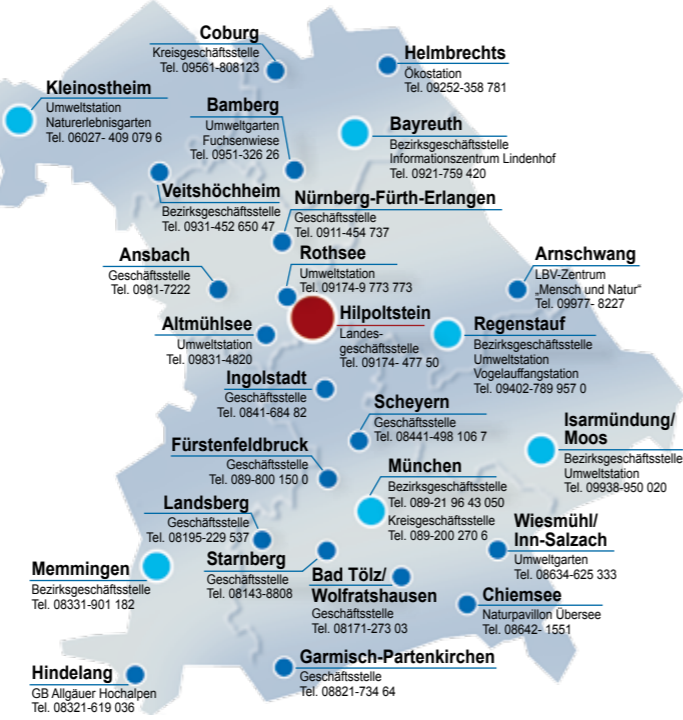 Coburg
Kreisgeschäftsstelle
Tel. 09561-808123
Helmbrechts
Ökostation
Tel. 09252-358 781
Kleinostheim
Umweltstation
Naturerlebnisgarten
Tel. 06027- 409 079 6
Bamberg
Umweltgarten
Fuchsenwiese
Tel. 0951-326 26
Bayreuth
Bezirksgeschäftsstelle
Informationszentrum Lindenhof
Tel. 0921-759 420
Veitshöchheim
Bezirksgeschäftsstelle
Tel. 0931-452 650 47
Nürnberg-Fürth-Erlangen
Geschäftsstelle
Tel. 0911-454 737
Ansbach
Geschäftsstelle
Tel. 0981-7222
Rothsee
Umweltstation
Tel. 09174-9 773 773
Arnschwang
LBV-Zentrum
„Mensch und Natur“
Tel. 09977- 8227
Altmühlsee
Umweltstation
Tel. 09831-4820
Hilpoltstein
Landes-
geschäftsstelle
Tel. 09174- 477 50
Regenstauf
Bezirksgeschäftsstelle
Umweltstation
Vogelauffangstation
Tel. 09402-789 957 0
Ingolstadt
Geschäftsstelle
Tel. 0841-684 82
Scheyern
Geschäftsstelle
Tel. 08441-498 106 7
Isarmündung/
Moos
Bezirksgeschäftsstelle
Umweltstation
Tel. 09938-950 020
Fürstenfeldbruck
Geschäftsstelle
Tel. 089-800 150 0
München
Bezirksgeschäftsstelle
Tel. 089-21 96 43 050
Kreisgeschäftsstelle
Tel. 089-200 270 6
Landsberg
Geschäftsstelle
Tel. 08195-229 537
Wiesmühl/
Inn-Salzach
Umweltgarten
Tel. 08634-625 333
Memmingen
Bezirksgeschäftsstelle
Tel. 08331-901 182
Starnberg
Geschäftsstelle
Tel. 08143-8808
Bad Tölz/
Wolfratshausen
Geschäftsstelle
Tel. 08171-273 03
Chiemsee
Naturpavillon Übersee
Tel. 08642- 1551
Hindelang
GB Allgäuer Hochalpen
Tel. 08321-619 036
Garmisch-Partenkirchen
Geschäftsstelle
Tel. 08821-734 64